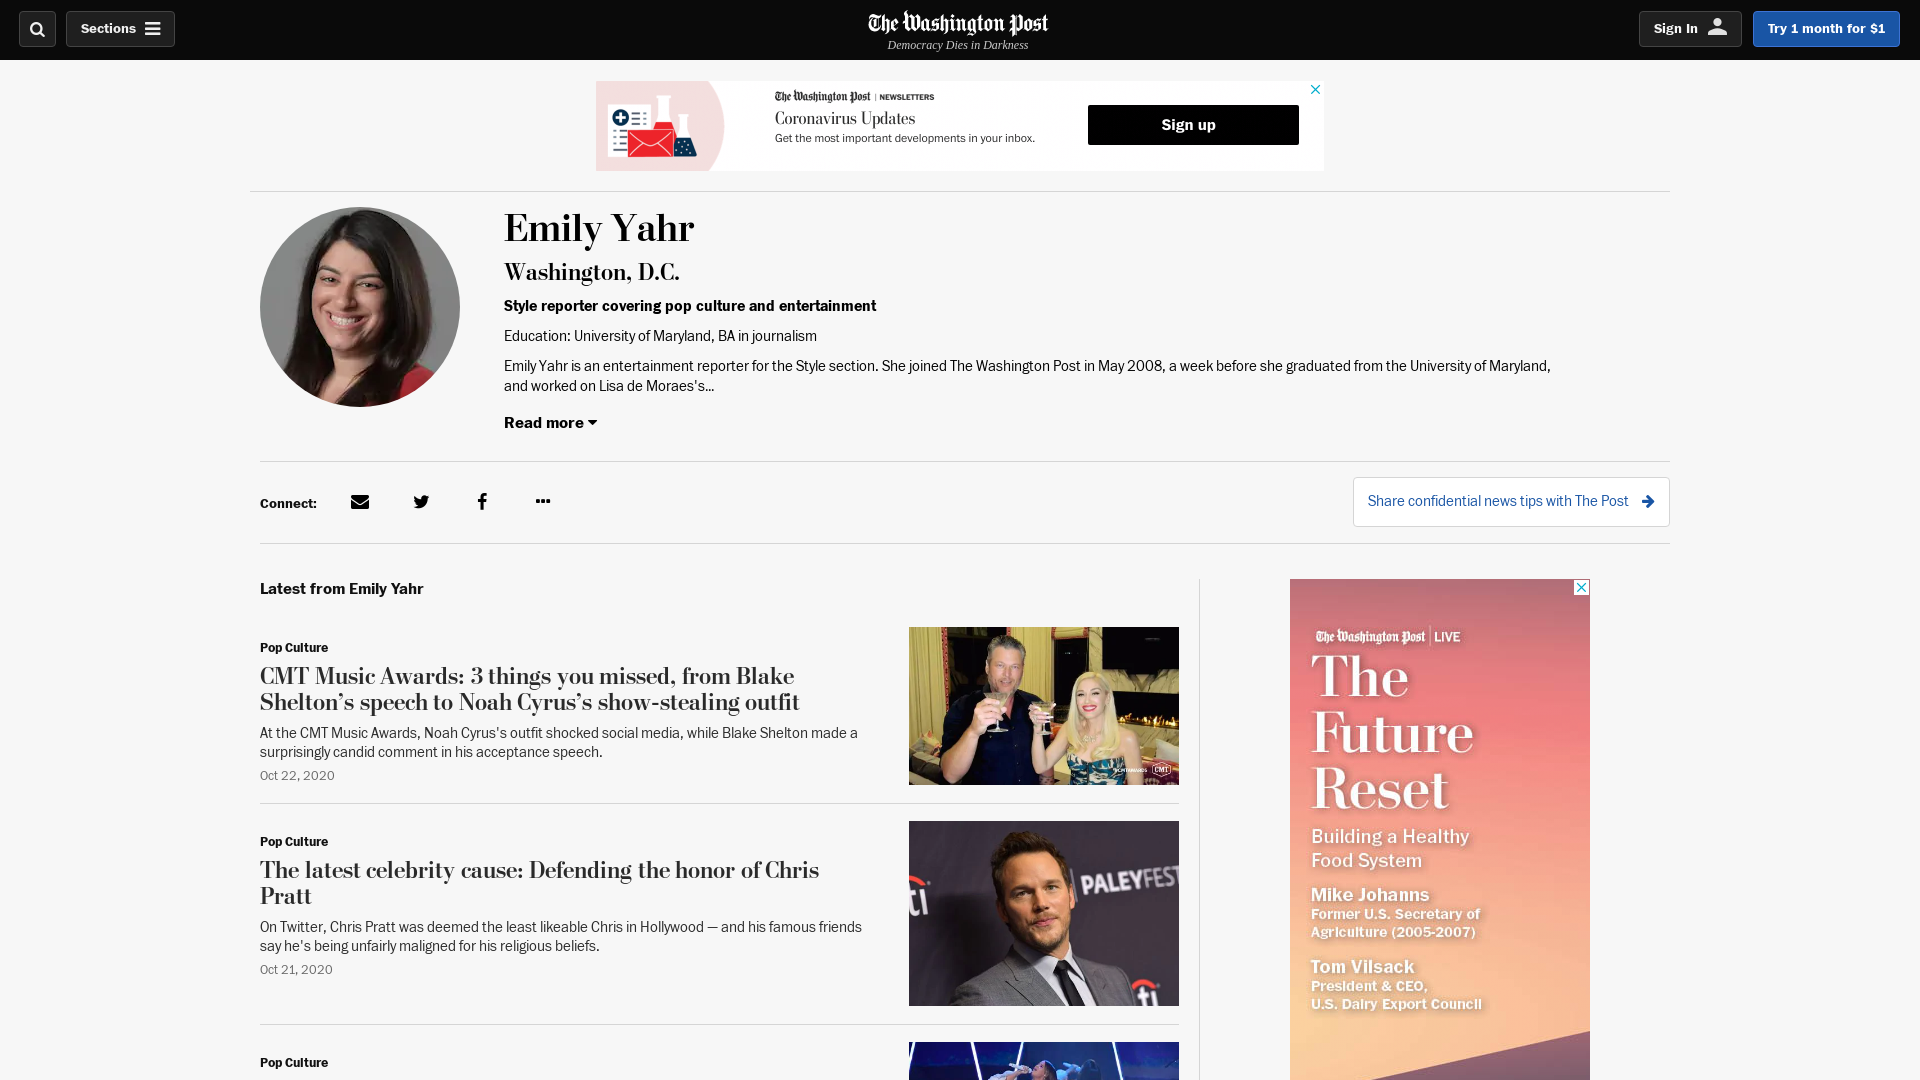 Sections
The Washington Post
Democracy Dies in Darkness
Sign In
Try 1 month for $1
The Washington Post | NEWSLETTERS
Coronavirus Updates
Get the most important developments in your inbox.
Sign up
Emily Yahr
Washington, D.C.
Style reporter covering pop culture and entertainment
Education: University of Maryland, BA in journalism
Emily Yahr is an entertainment reporter for the Style section. She joined The Washington Post in May 2008, a week before she graduated from the University of Maryland,
and worked on Lisa de Moraes's...
Read more
Connect:
Share confidential news tips with The Post
Latest from Emily Yahr
Pop Culture
CMT Music Awards: 3 things you missed, from Blake
Shelton’s speech to Noah Cyrus’s show-stealing outfit
At the CMT Music Awards, Noah Cyrus's outfit shocked social media, while Blake Shelton made a
surprisingly candid comment in his acceptance speech.
Oct 22, 2020
CMT
Pop Culture
The latest celebrity cause: Defending the honor of Chris
Pratt
On Twitter, Chris Pratt was deemed the least likeable Chris in Hollywood — and his famous friends
say he's being unfairly maligned for his religious beliefs.
Oct 21, 2020
PALEYFEST
Pop Culture
The Washington Post LIVE
The
Future
Reset
Building a Healthy
Food System
Mike Johanns
Former U.S. Secretary of
Agriculture (2005-2007)
Tom Vilsack
President & CEO,
U.S. Dairy Export Council